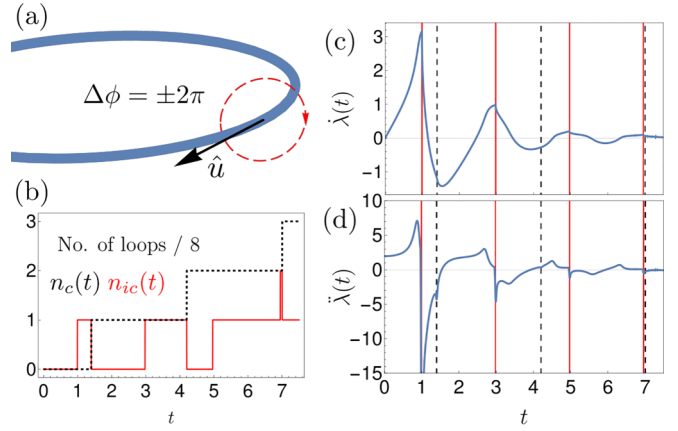 (a)
Δϕ = ±2π
û
(b)
No. of loops / 8
n_c(t) n_ic(t)
3
2
1
0
0 1 2 3 4 5 6 7
t
(c)
λ̇(t)
3
2
1
0
-1
(d)
λ̈(t)
10
5
0
-5
-10
-15
0 1 2 3 4 5 6 7
t